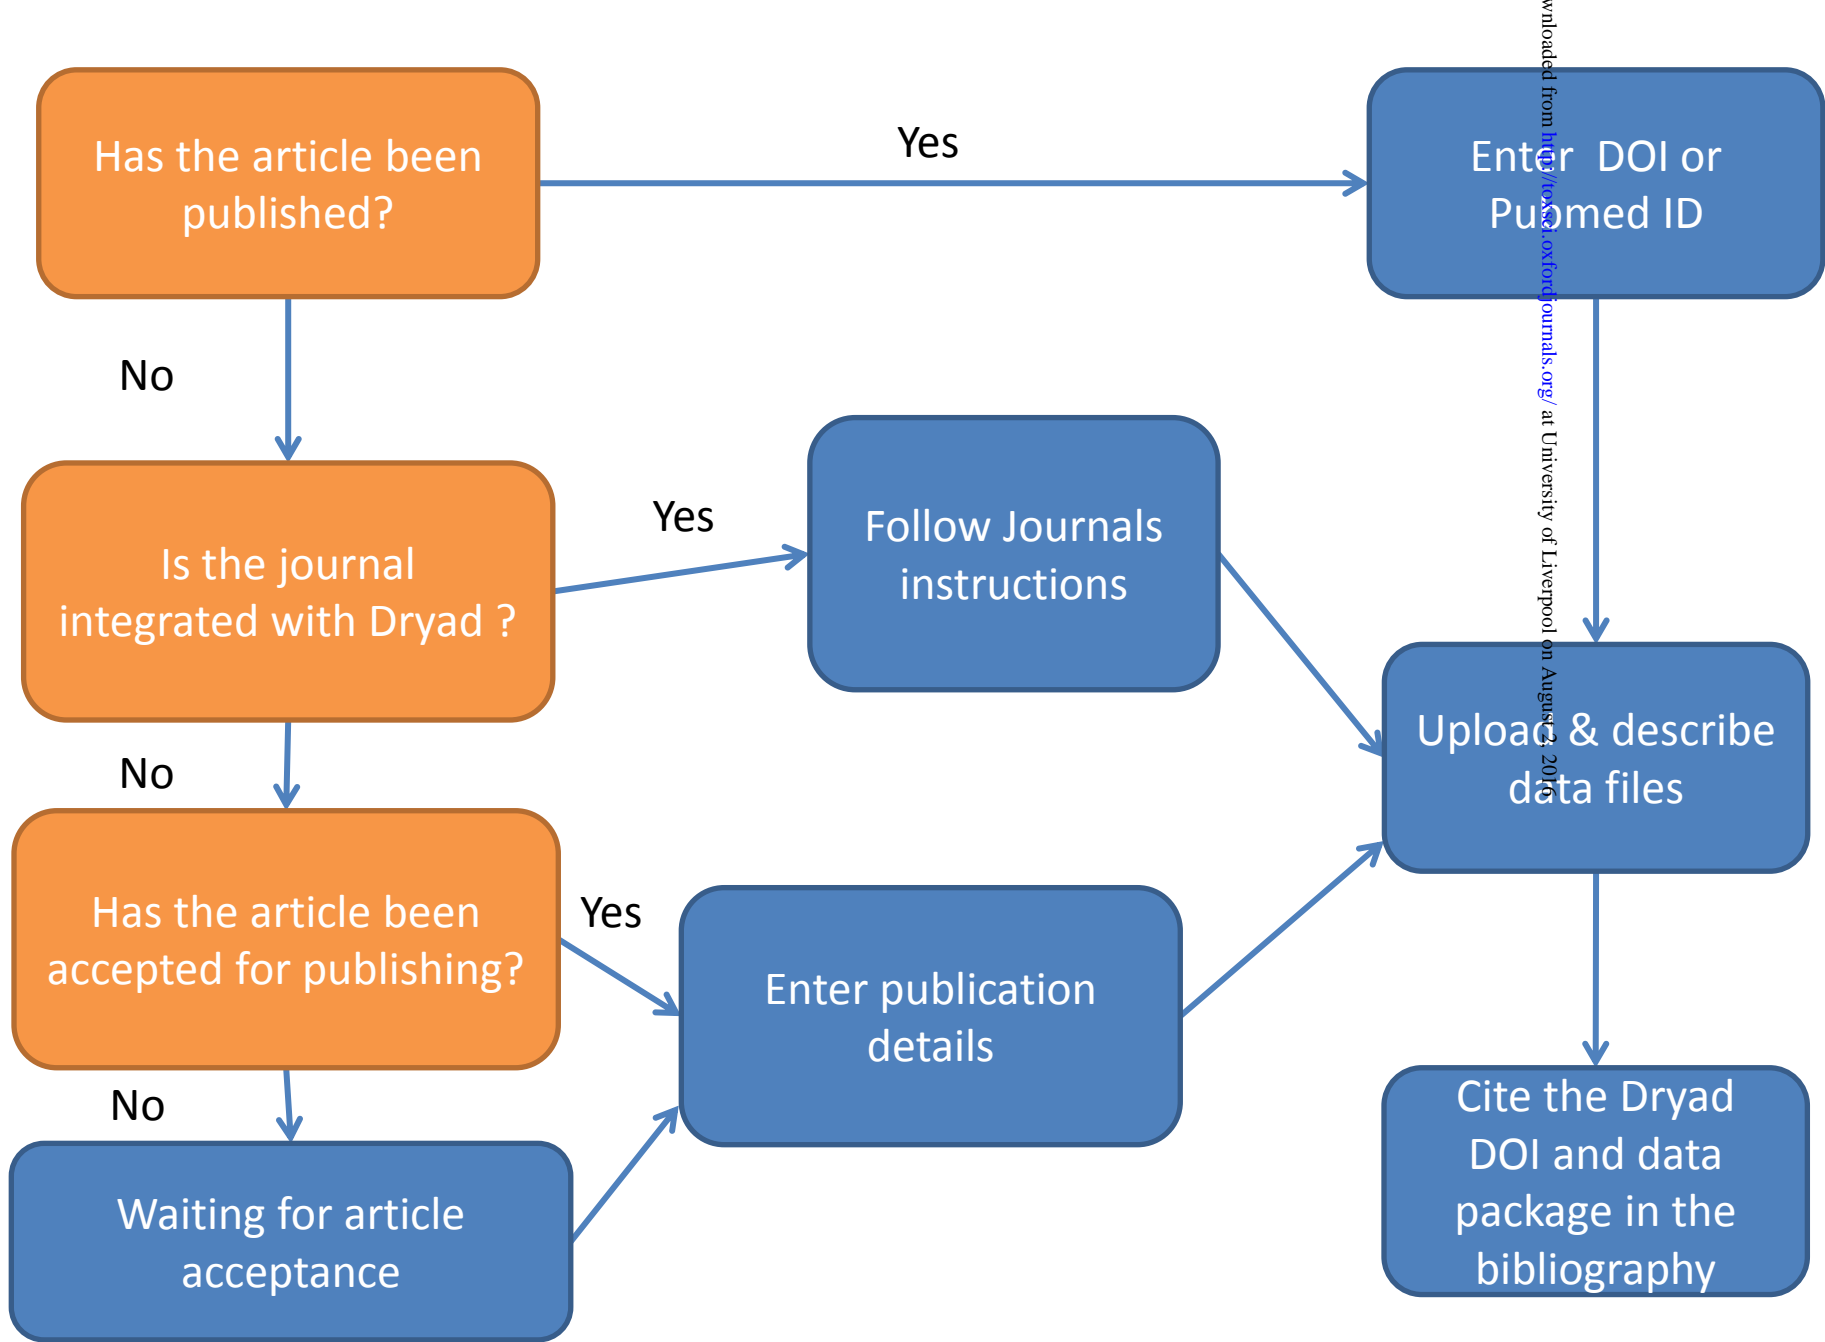 Has the article been
published?
Yes
Enter  DOI or
Pubmed ID
No
Is the journal
integrated with Dryad ?
Yes
Follow Journals
instructions
Upload & describe
data files
No
Has the article been
accepted for publishing?
Yes
Enter publication
details
No
Waiting for article
acceptance
Cite the Dryad
DOI and data
package in the
bibliography
wnloaded from http://toxsci.oxfordjournals.org/ at University of Liverpool on August 2, 2016